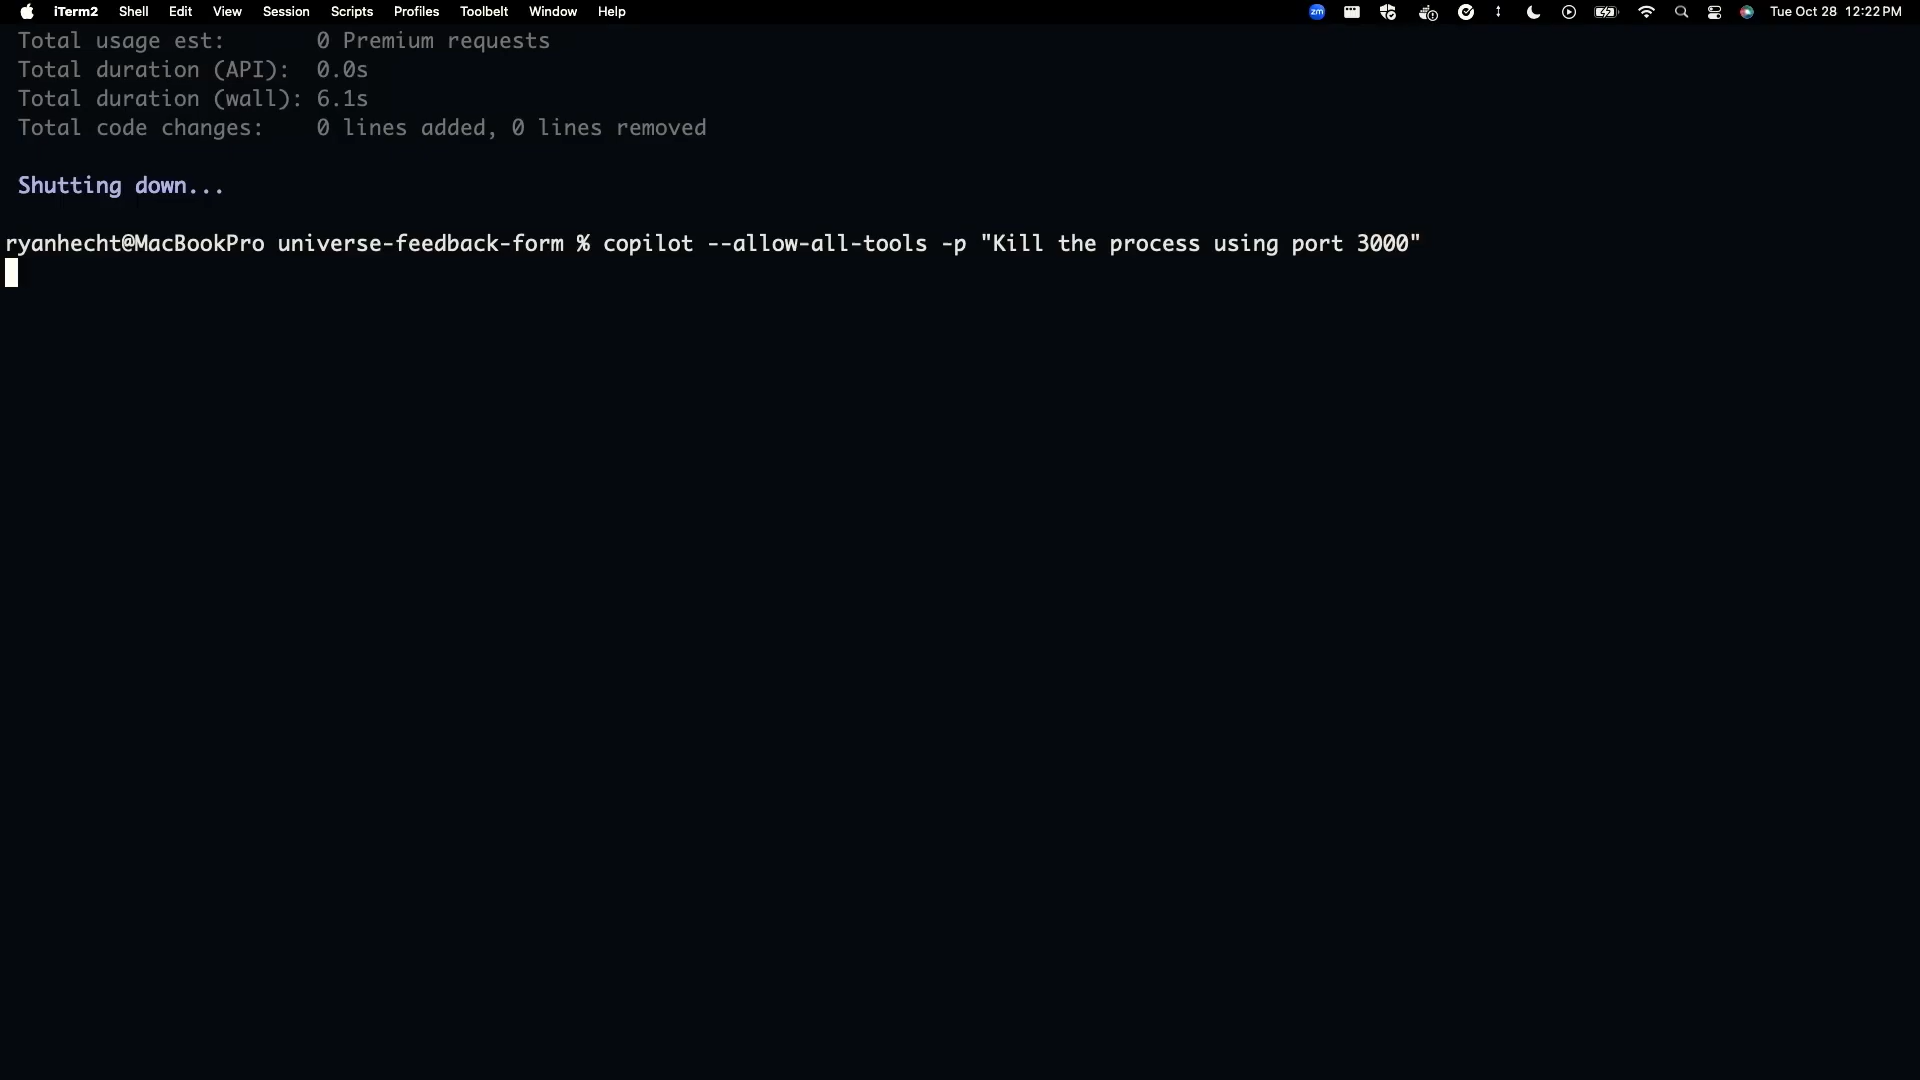 iTerm2 Shell Edit View Session Scripts Profiles Toolbelt Window Help zm Tue Oct 28 12:22 PM
Total usage est: 0 Premium requests
Total duration (API): 0.0s
Total duration (wall): 6.1s
Total code changes: 0 lines added, 0 lines removed
Shutting down...
ryanhecht@MacBookPro universe-feedback-form % copilot --allow-all-tools -p "Kill the process using port 3000"